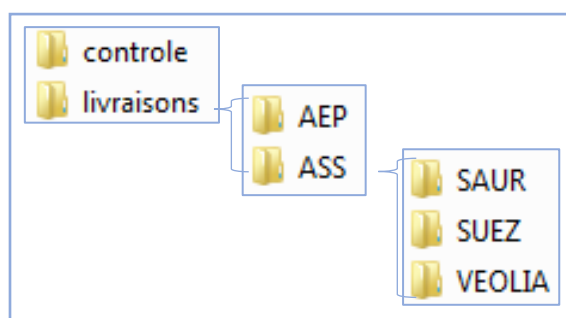 controle
livraisons
AEP
ASS
SAUR
SUEZ
VEOLIA